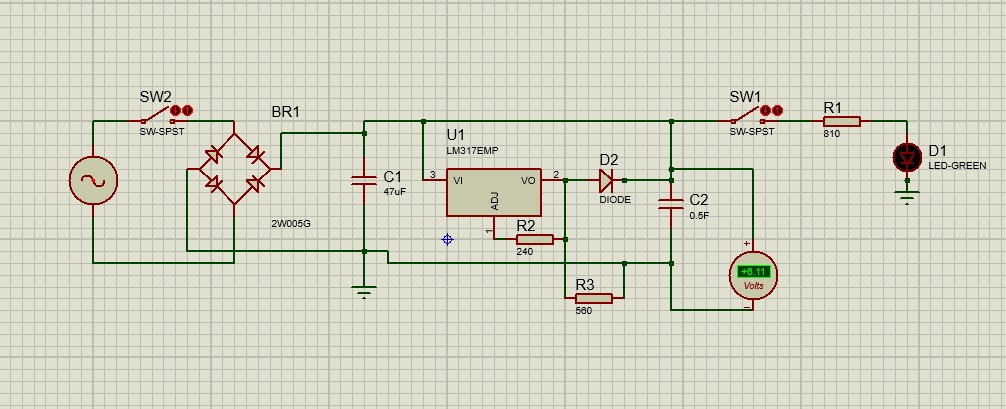 SW2
SW-SPST
BR1
2W005G
C1
47uF
U1
LM317EMP
3
VI
VO
2
ADJ
1
R2
240
D2
DIODE
R3
560
C2
0.5F
SW1
SW-SPST
R1
810
D1
LED-GREEN
+
+6.11
Volts